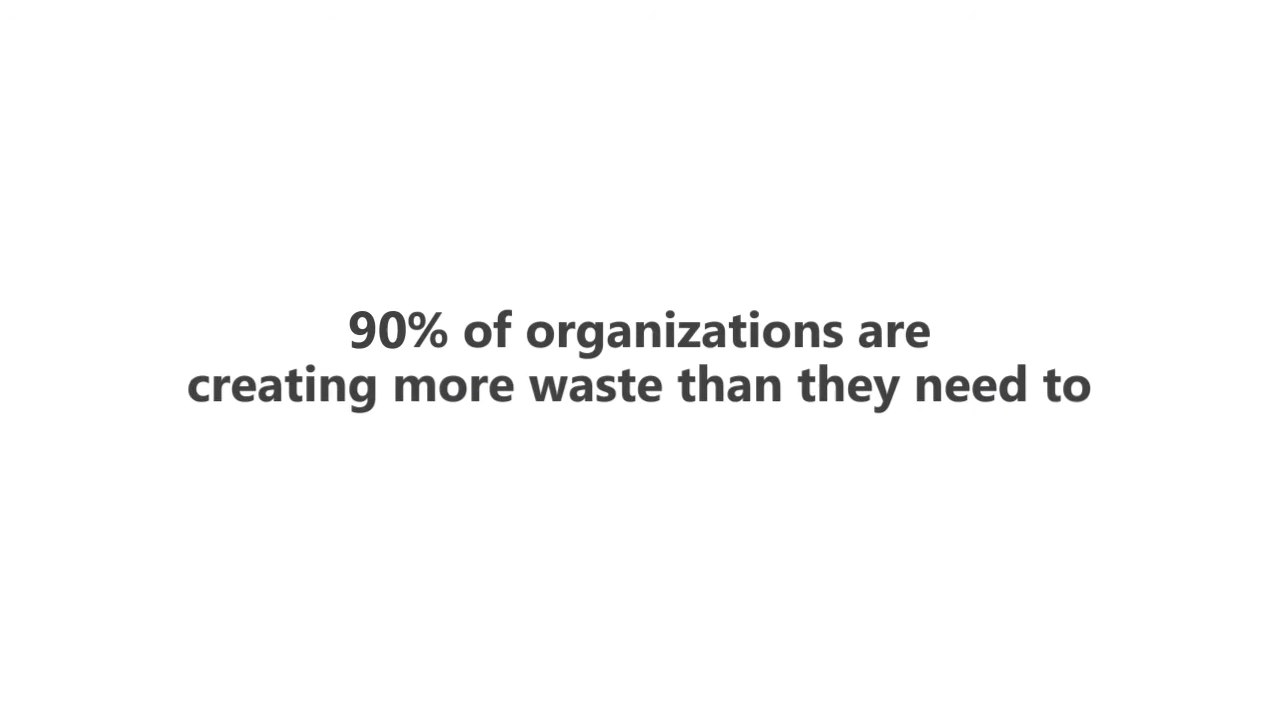 90% of organizations are
creating more waste than they need to